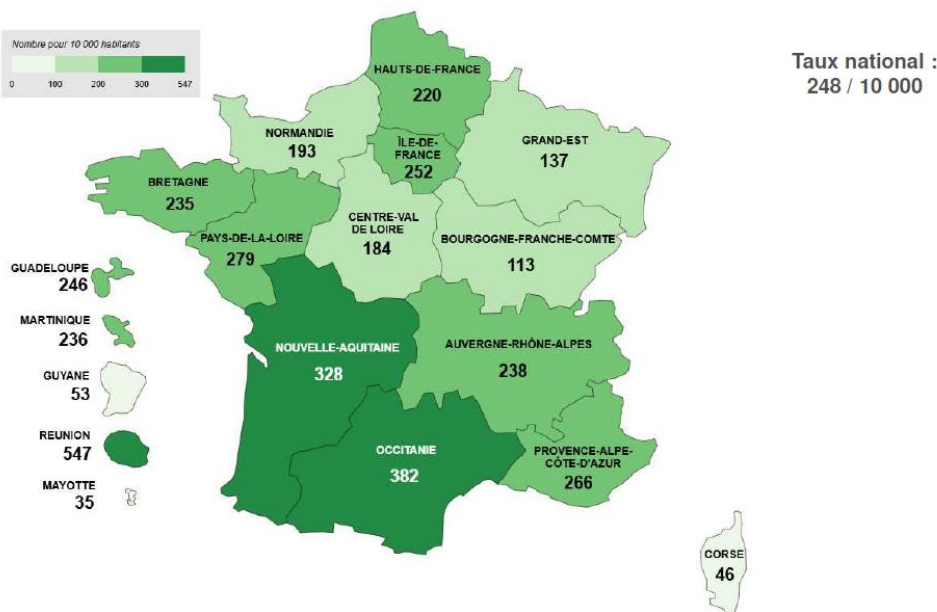 Nombre pour 10 000 habitants
0 100 200 300 547
Taux national :
248 / 10 000
HAUTS-DE-FRANCE
220
NORMANDIE
193
ÎLE-DE-
FRANCE
252
GRAND-EST
137
BRETAGNE
235
PAYS-DE-LA-LOIRE
279
CENTRE-VAL
DE LOIRE
184
BOURGOGNE-FRANCHE-COMTE
113
GUADELOUPE
246
MARTINIQUE
236
GUYANE
53
REUNION
547
MAYOTTE
35
NOUVELLE-AQUITAINE
328
AUVERGNE-RHÔNE-ALPES
238
OCCITANIE
382
PROVENCE-ALPE-
CÔTE-D'AZUR
266
CORSE
46